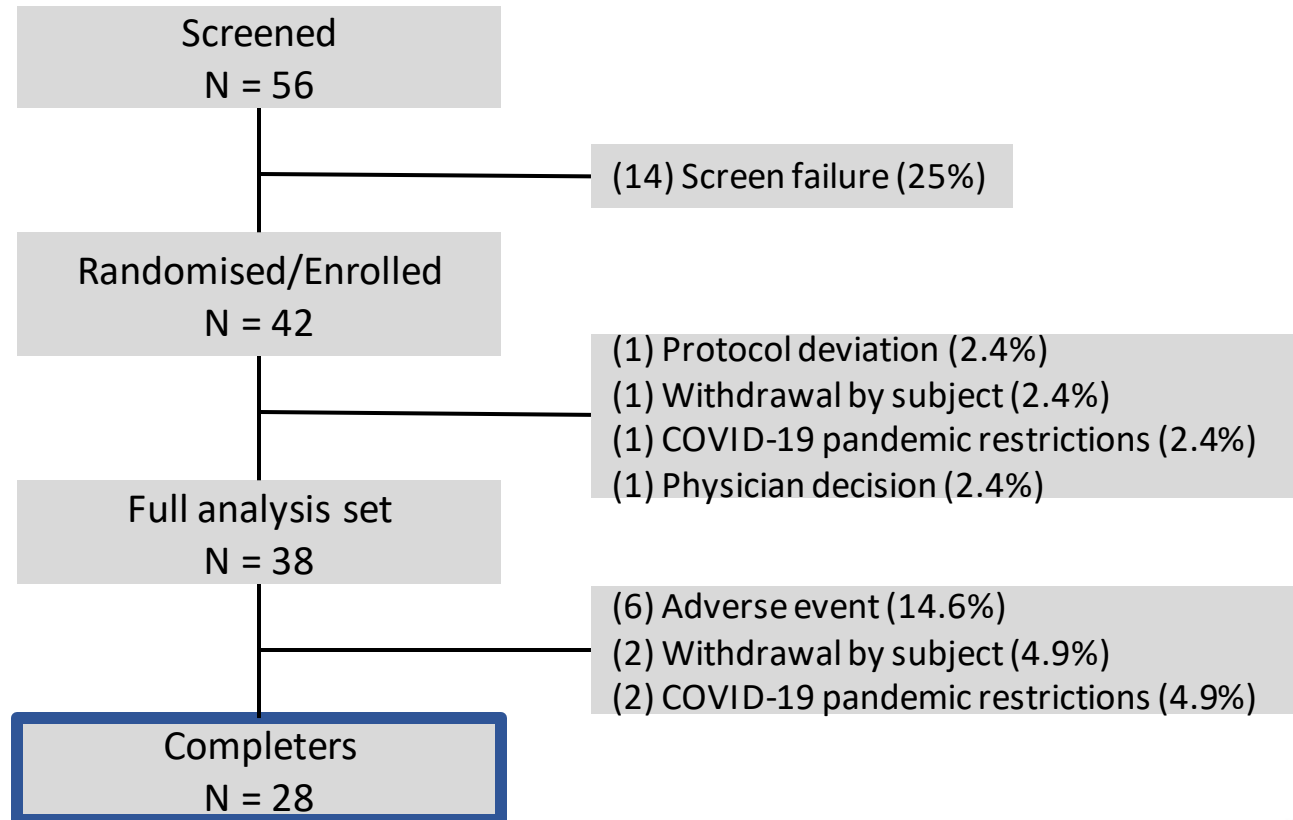 Screened
N = 56
(14) Screen failure (25%)
Randomised/Enrolled
N = 42
(1) Protocol deviation (2.4%)
(1) Withdrawal by subject (2.4%)
(1) COVID-19 pandemic restrictions (2.4%)
(1) Physician decision (2.4%)
Full analysis set
N = 38
(6) Adverse event (14.6%)
(2) Withdrawal by subject (4.9%)
(2) COVID-19 pandemic restrictions (4.9%)
Completers
N = 28